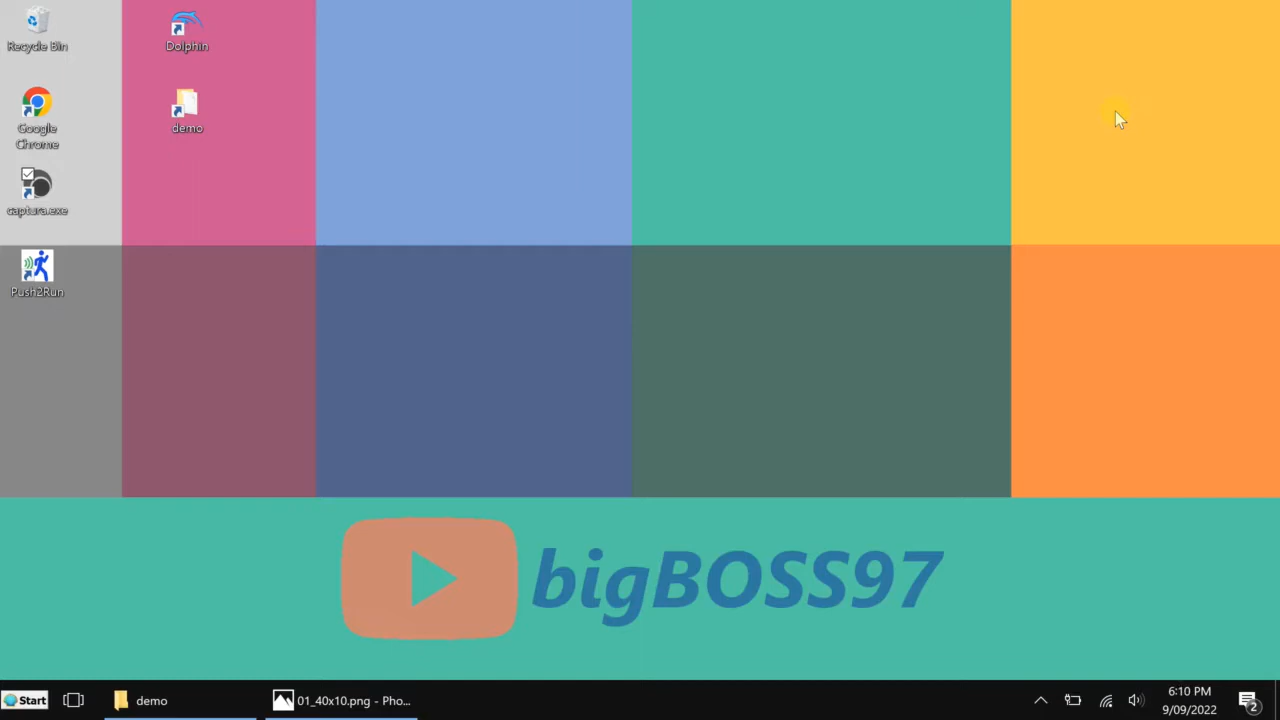 Recycle Bin
Dolphin
Google
Chrome
demo
captura.exe
Push2Run
bigBOSS97
Start
demo
01_40x10.png - Pho...
6:10 PM
9/09/2022
2